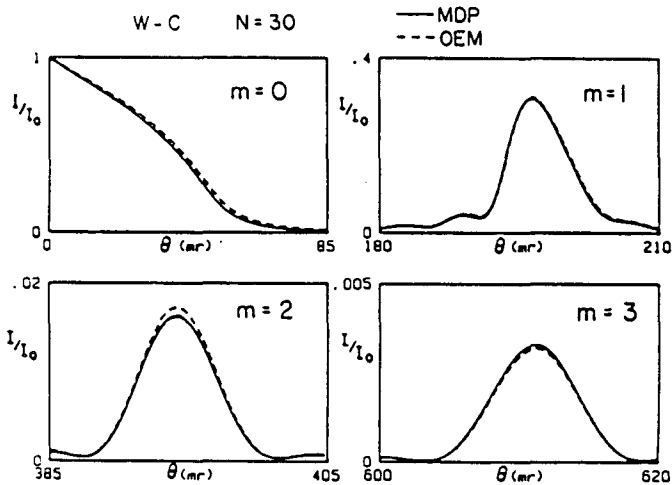 W-C N=30
MDP
OEM
1
I/I₀
m=0
0
0
θ (mr)
85
.4
I/I₀
m=1
0
180
θ (mr)
210
.02
I/I₀
m=2
0
385
θ (mr)
405
.005
I/I₀
m=3
0
600
θ (mr)
620